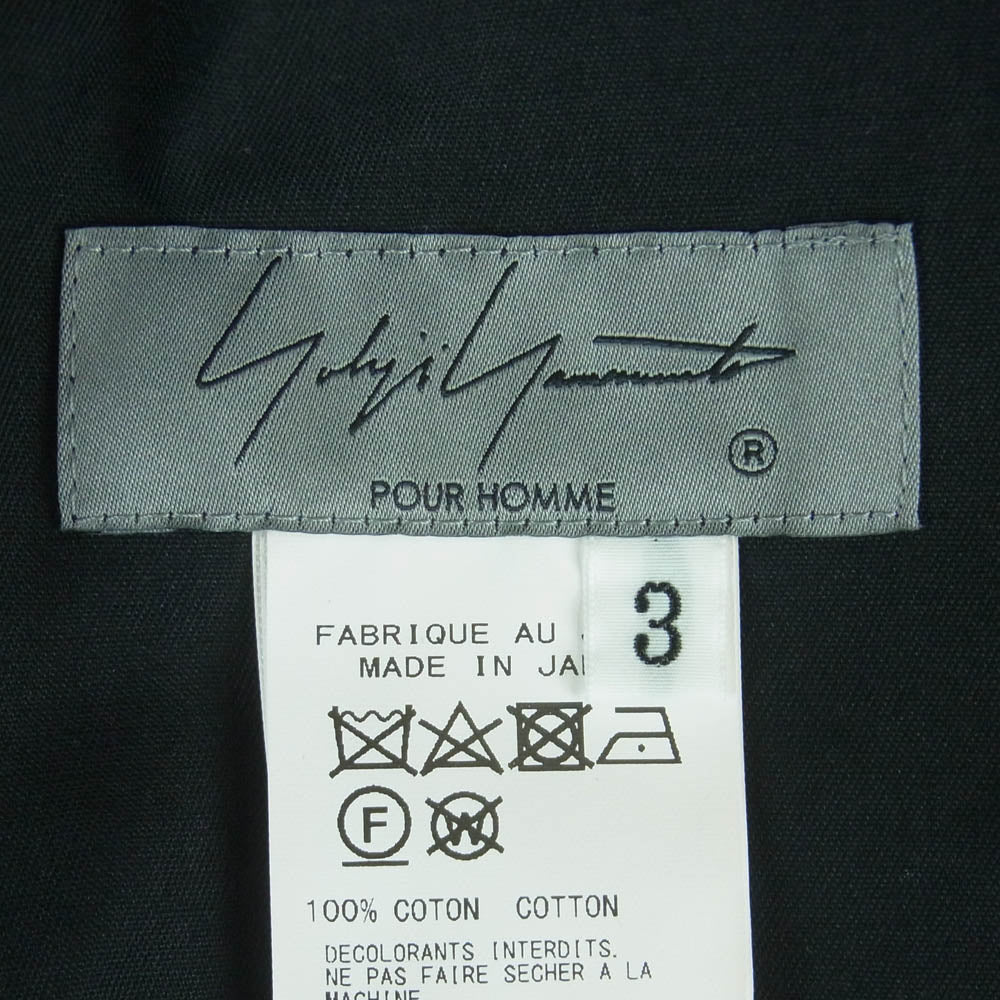 Yohji Yamamoto
®
POUR HOMME
3
FABRIQUE AU
MADE IN JA
F W
100% COTON COTTON
DECOLORANTS INTERDITS.
NE PAS FAIRE SECHER A LA
MACHINE.